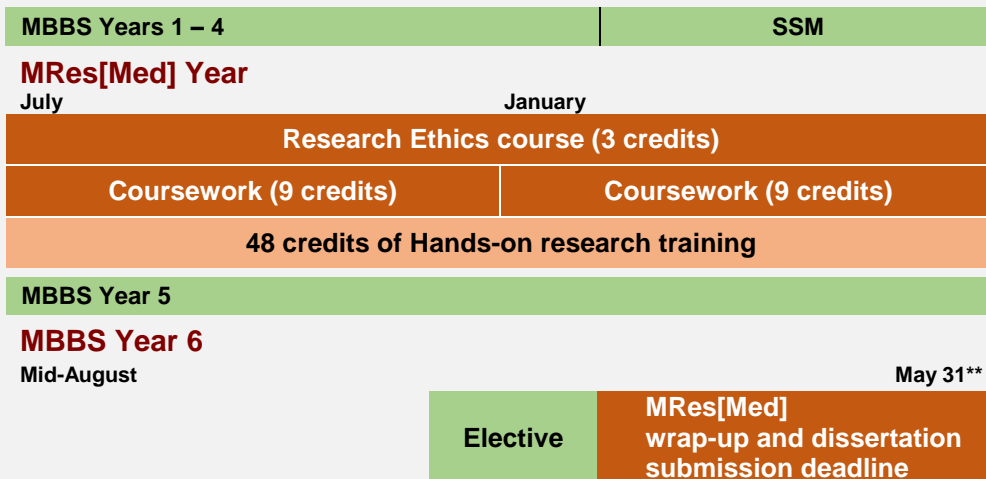 MBBS Years 1 – 4 SSM
MRes[Med] Year
July January
Research Ethics course (3 credits)
Coursework (9 credits) Coursework (9 credits)
48 credits of Hands-on research training
MBBS Year 5
MBBS Year 6
Mid-August May 31**
Elective
MRes[Med]
wrap-up and dissertation
submission deadline